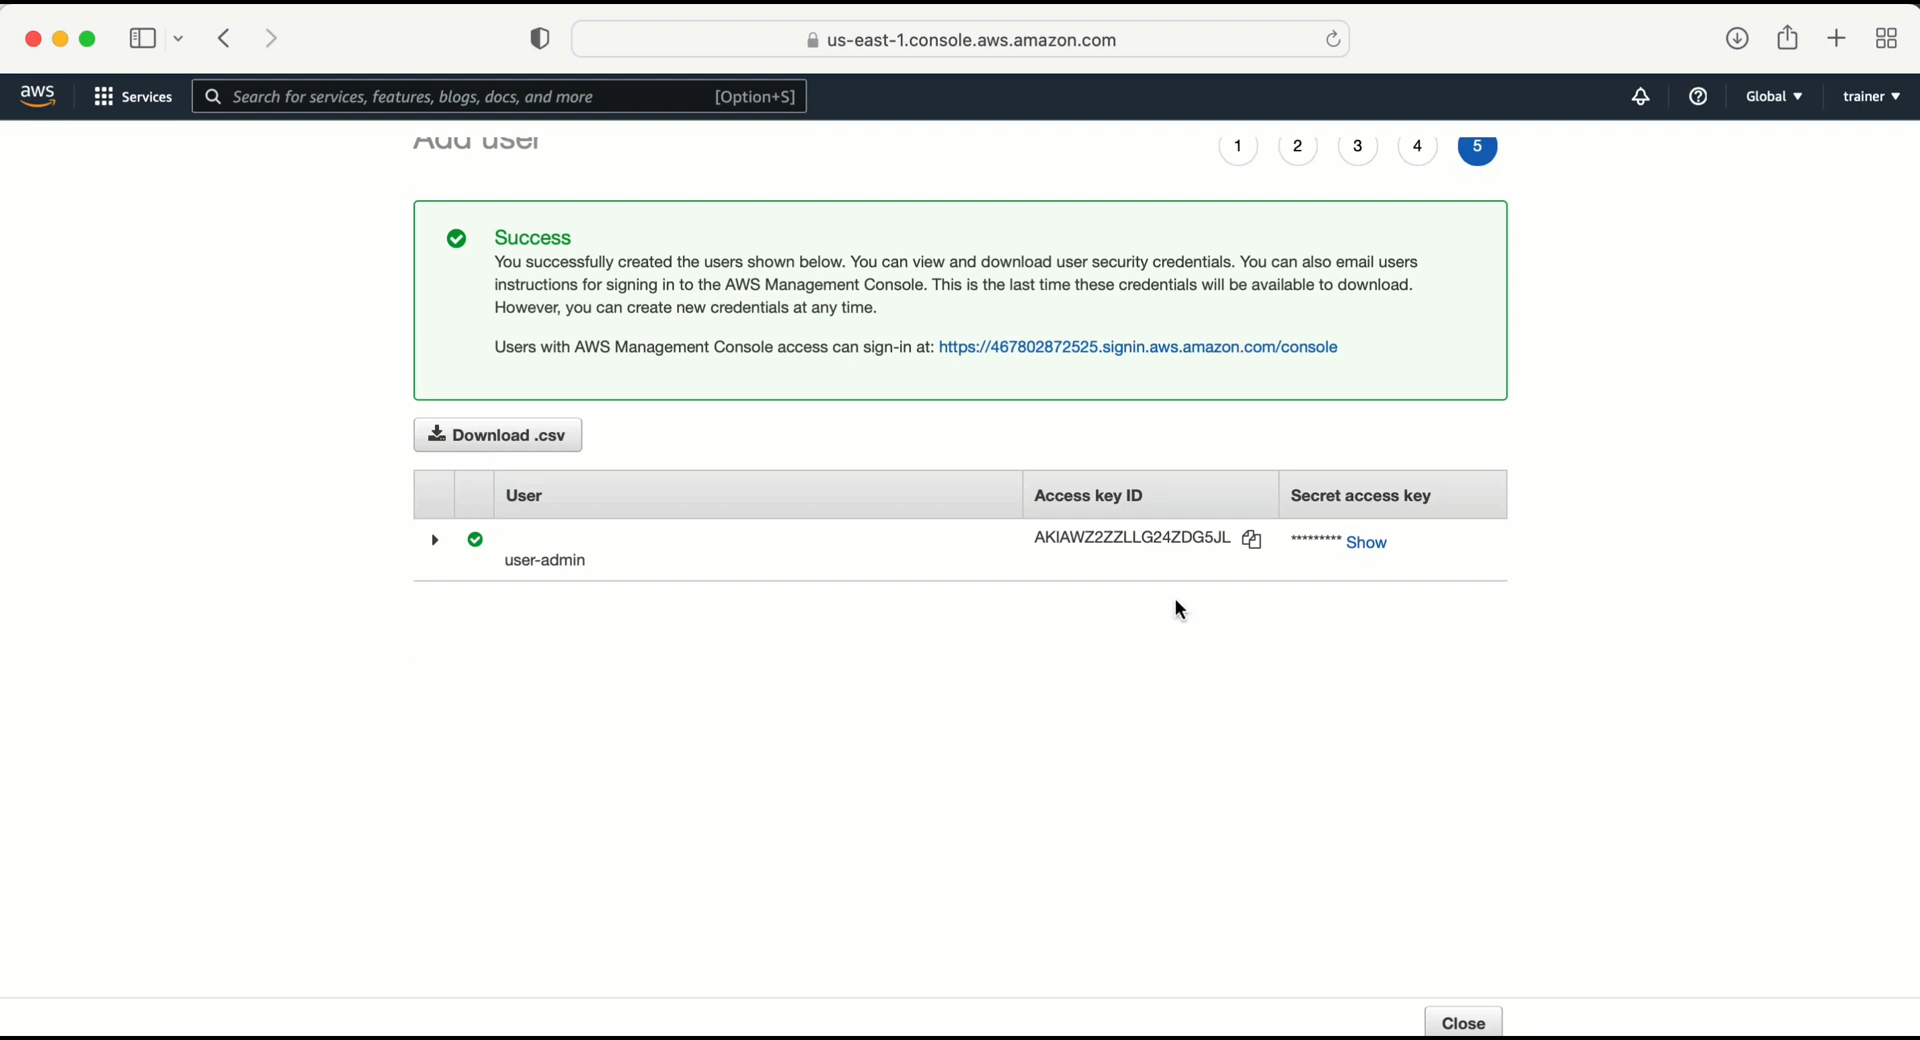 us-east-1.console.aws.amazon.com
aws
Services
Search for services, features, blogs, docs, and more
[Option+S]
Global
trainer
Add user
1
2
3
4
5
Success
You successfully created the users shown below. You can view and download user security credentials. You can also email users
instructions for signing in to the AWS Management Console. This is the last time these credentials will be available to download.
However, you can create new credentials at any time.
Users with AWS Management Console access can sign-in at: https://467802872525.signin.aws.amazon.com/console
Download .csv
User
Access key ID
Secret access key
AKIAWZ2ZZLLG24ZDG5JL
********* Show
user-admin
Close